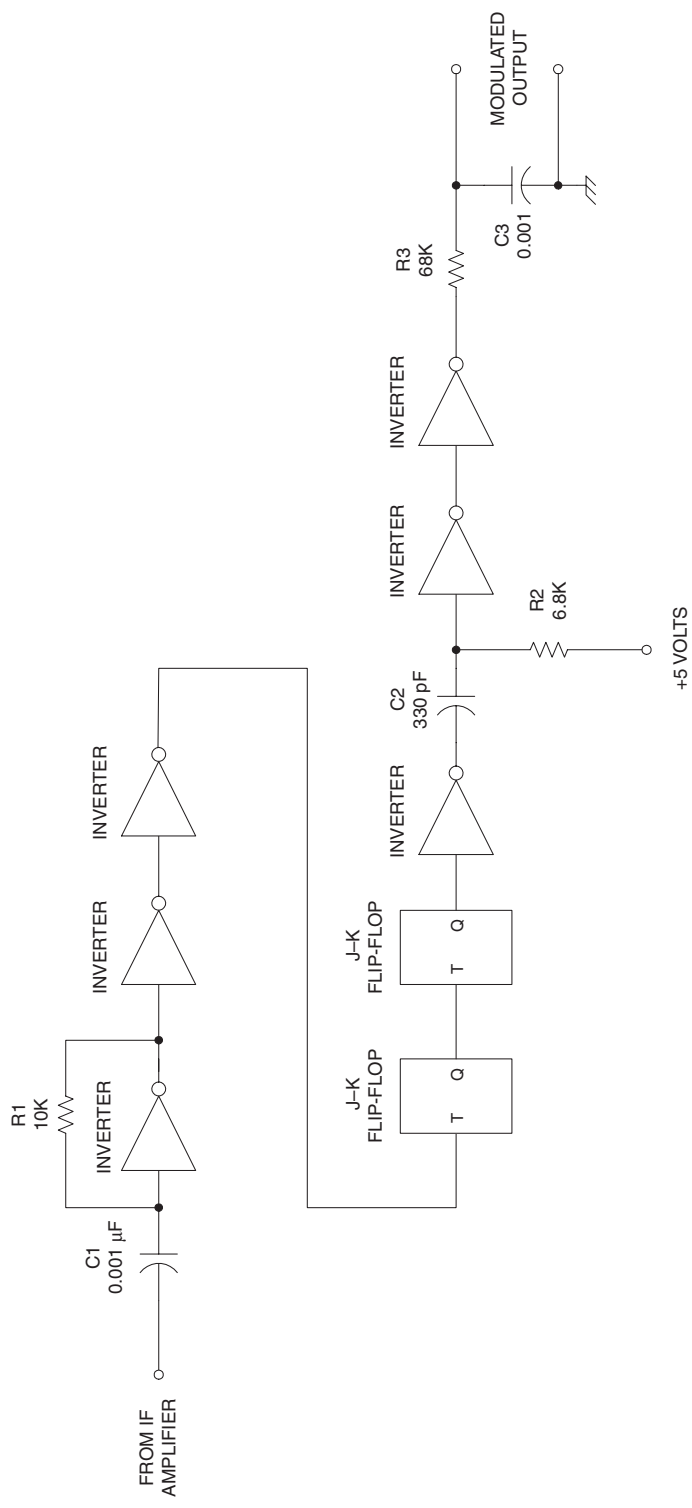 FROM IF
AMPLIFIER
C1
0.001 μF
R1
10K
INVERTER
INVERTER
INVERTER
J–K
FLIP-FLOP
T
Q
J–K
FLIP-FLOP
T
Q
INVERTER
C2
330 pF
R2
6.8K
+5 VOLTS
INVERTER
INVERTER
R3
68K
C3
0.001
MODULATED
OUTPUT